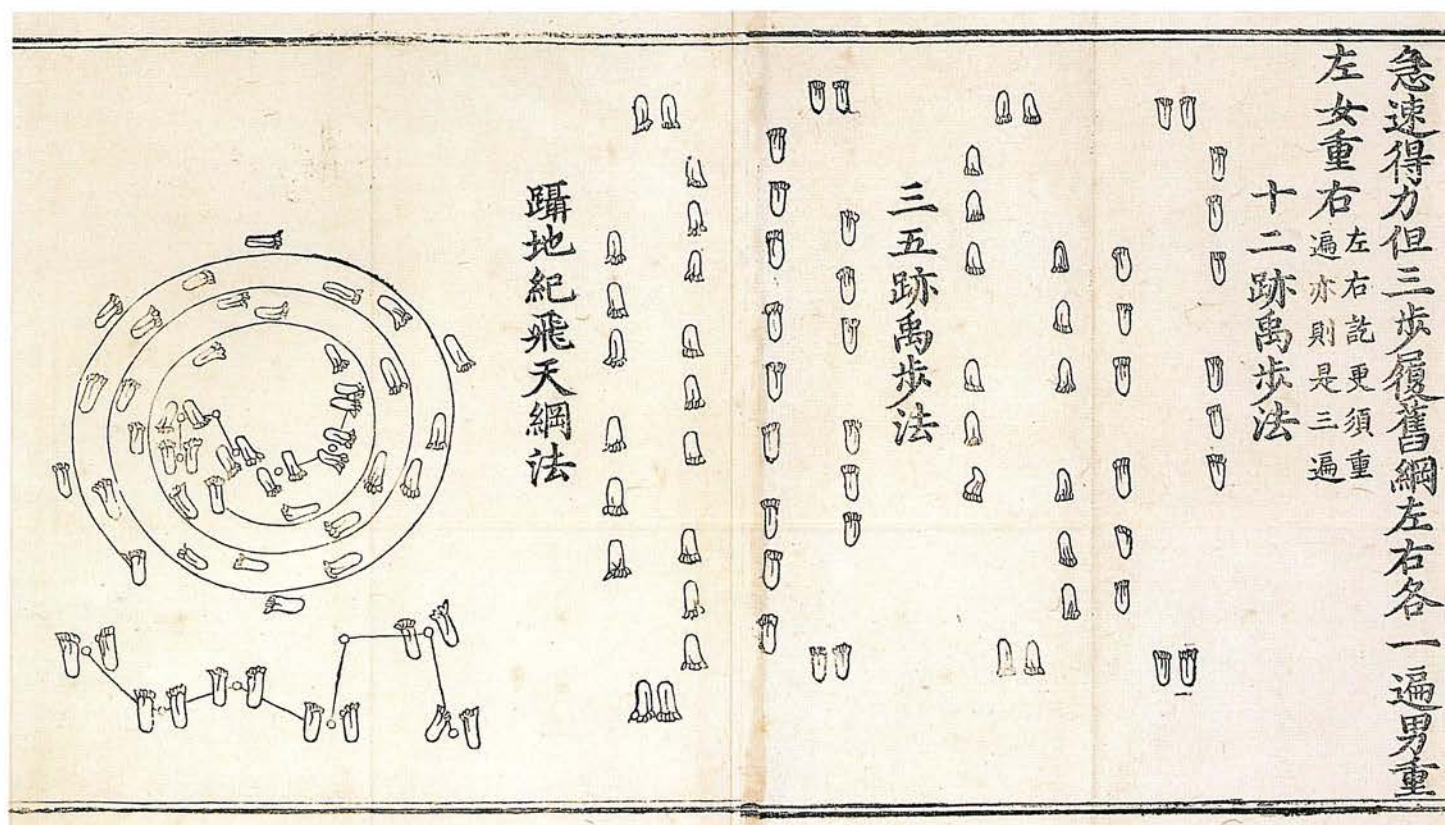 急速得力但三步履舊綱左右各一遍男重
左女重右左右訖更須重
遍亦則是三遍
十二跡禹步法
三五跡禹步法
躡地紀飛天綱法